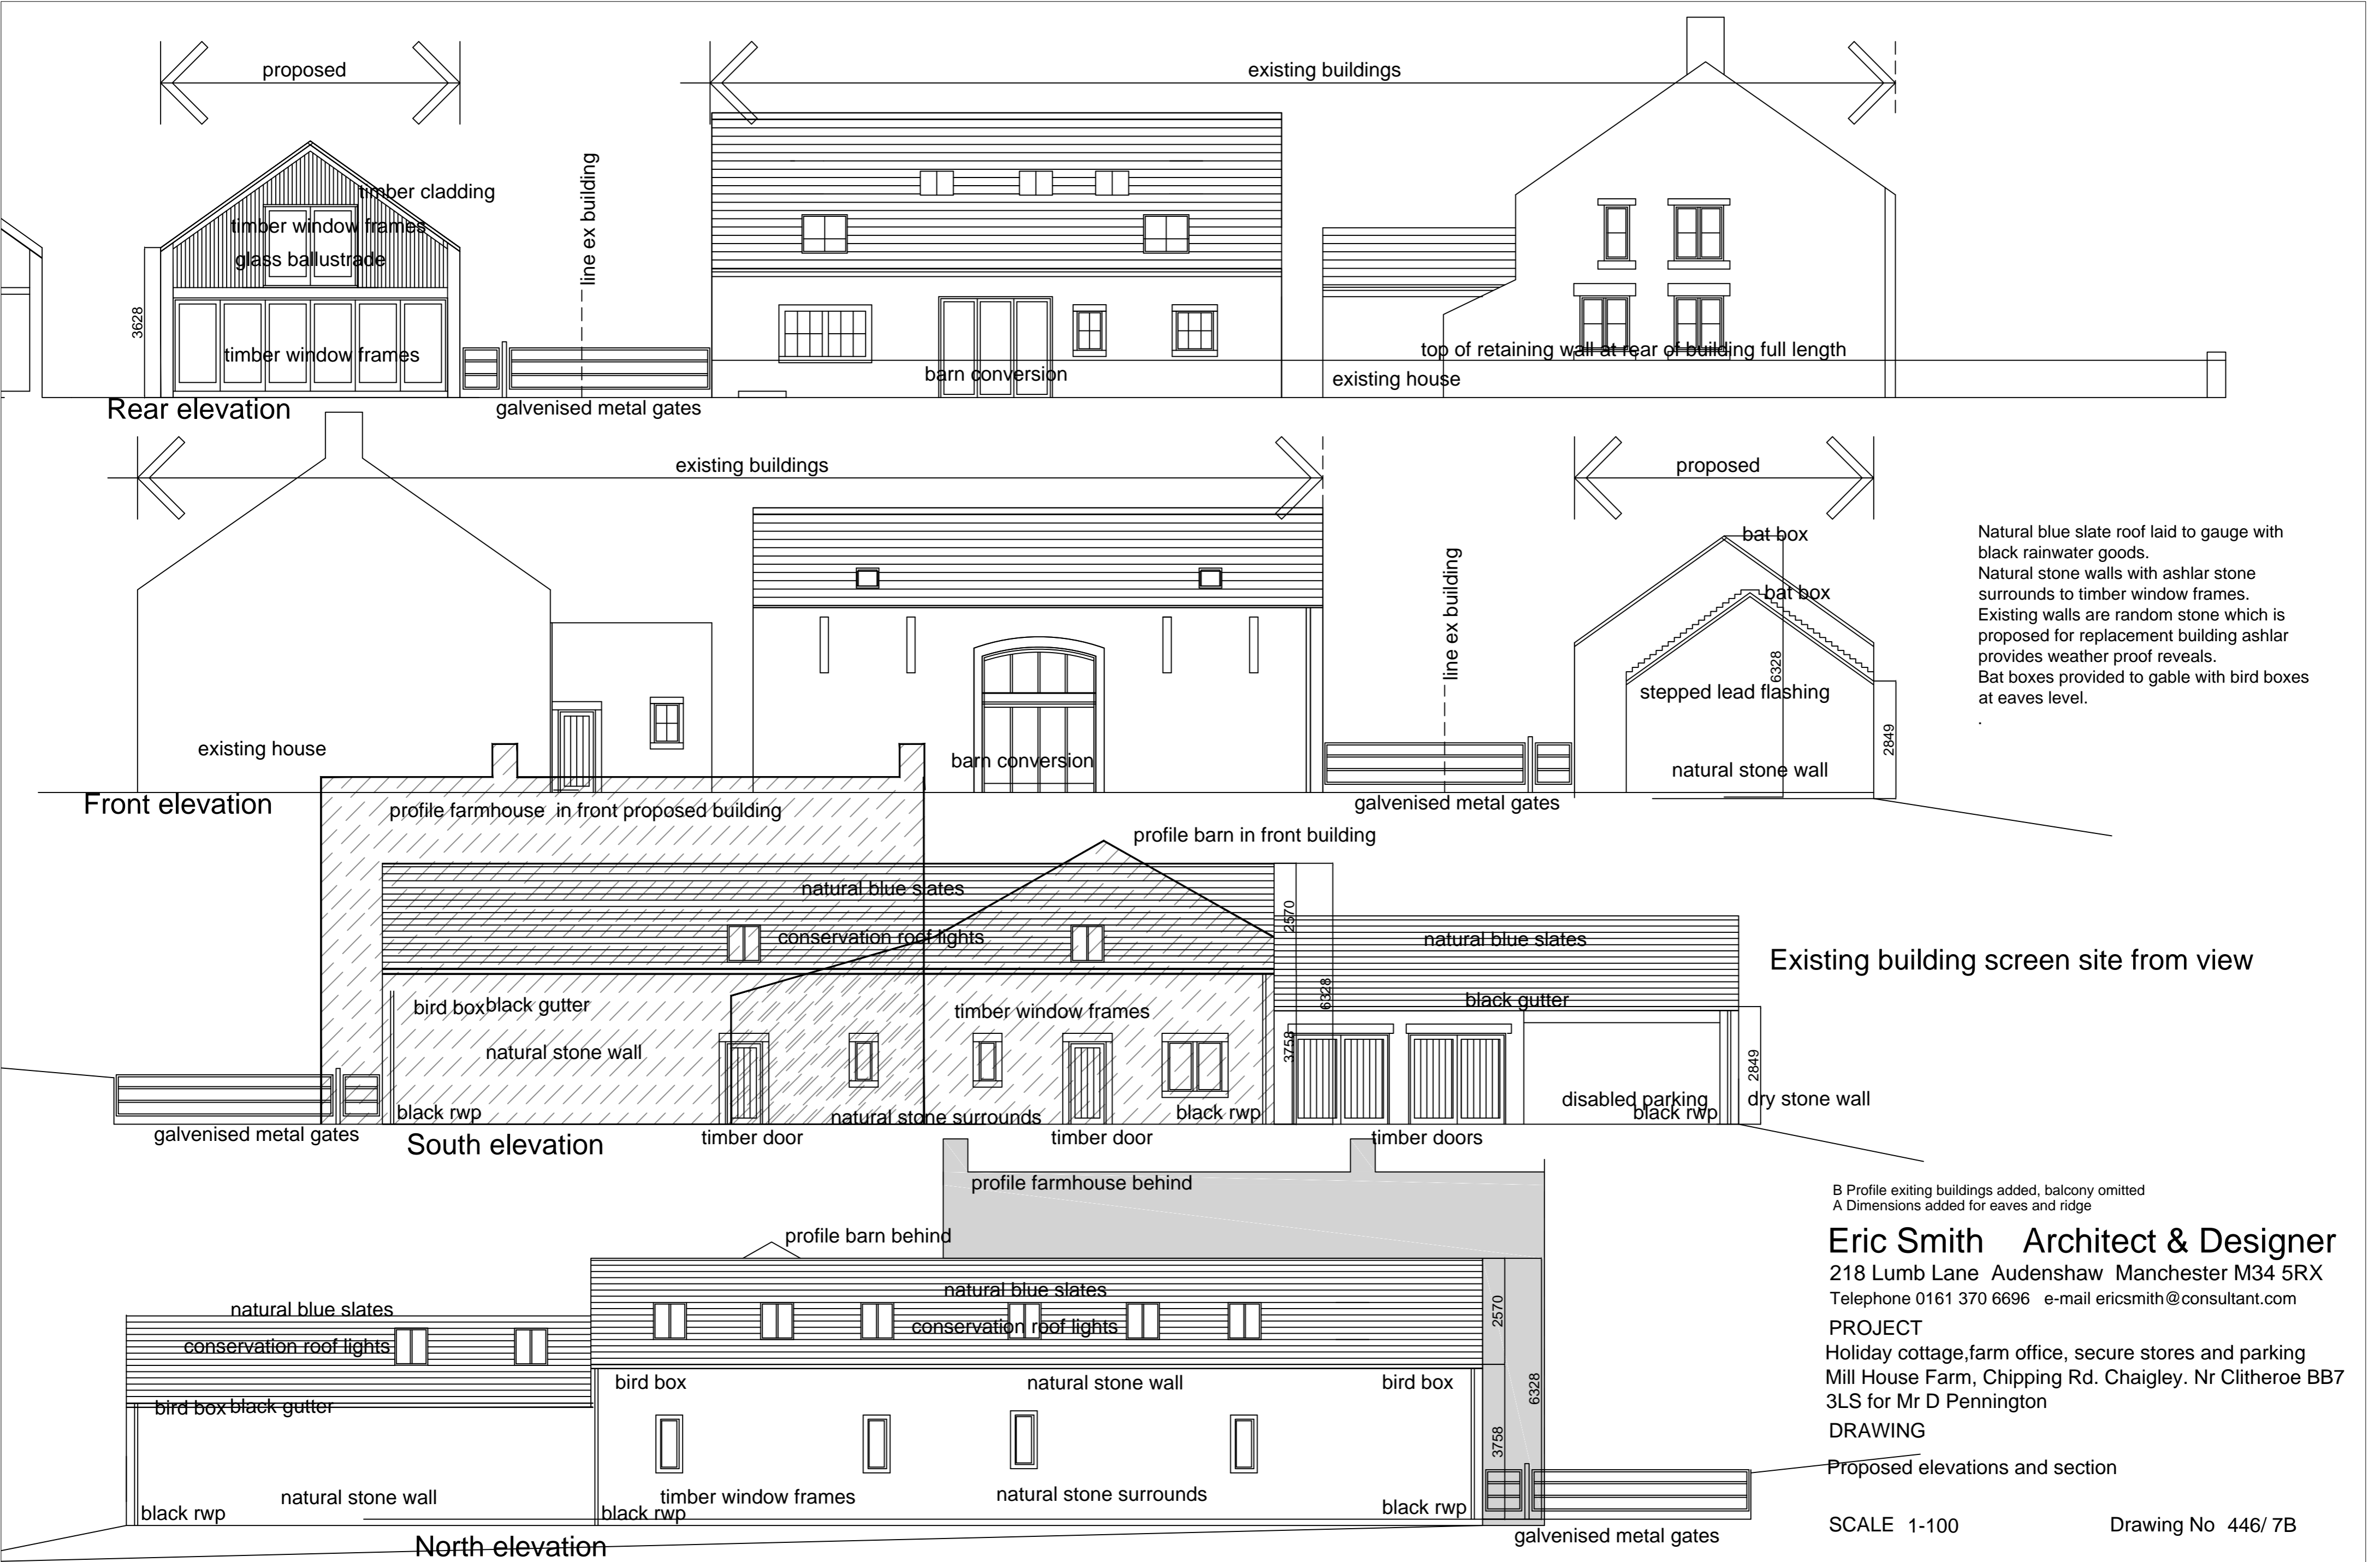 proposed
existing buildings
timber cladding
timber window frames
glass ballustrade
line ex building
3628
timber window frames
top of retaining wall at rear of building full length
barn conversion
existing house
Rear elevation
galvenised metal gates
existing buildings
proposed
bat box
bat box
line ex building
6328
stepped lead flashing
2849
natural stone wall
existing house
barn conversion
Front elevation
galvenised metal gates
Natural blue slate roof laid to gauge with
black rainwater goods.
Natural stone walls with ashlar stone
surrounds to timber window frames.
Existing walls are random stone which is
proposed for replacement building ashlar
provides weather proof reveals.
Bat boxes provided to gable with bird boxes
at eaves level.
.
profile farmhouse in front proposed building
profile barn in front building
natural blue slates
2570
conservation roof lights
natural blue slates
Existing building screen site from view
6328
bird box
black gutter
timber window frames
black gutter
natural stone wall
3758
2849
black rwp
natural stone surrounds
black rwp
disabled parking
black rwp
dry stone wall
galvenised metal gates
South elevation
timber door
timber door
timber doors
profile farmhouse behind
profile barn behind
natural blue slates
natural blue slates
conservation roof lights
conservation roof lights
2570
bird box
natural stone wall
bird box
6328
bird box
black gutter
3758
natural stone wall
timber window frames
natural stone surrounds
black rwp
black rwp
black rwp
North elevation
galvenised metal gates
B Profile exiting buildings added, balcony omitted
A Dimensions added for eaves and ridge
Eric Smith Architect & Designer
218 Lumb Lane Audenshaw Manchester M34 5RX
Telephone 0161 370 6696 e-mail ericsmith@consultant.com
PROJECT
Holiday cottage,farm office, secure stores and parking
Mill House Farm, Chipping Rd. Chaigley. Nr Clitheroe BB7
3LS for Mr D Pennington
DRAWING
Proposed elevations and section
SCALE 1-100
Drawing No 446/ 7B